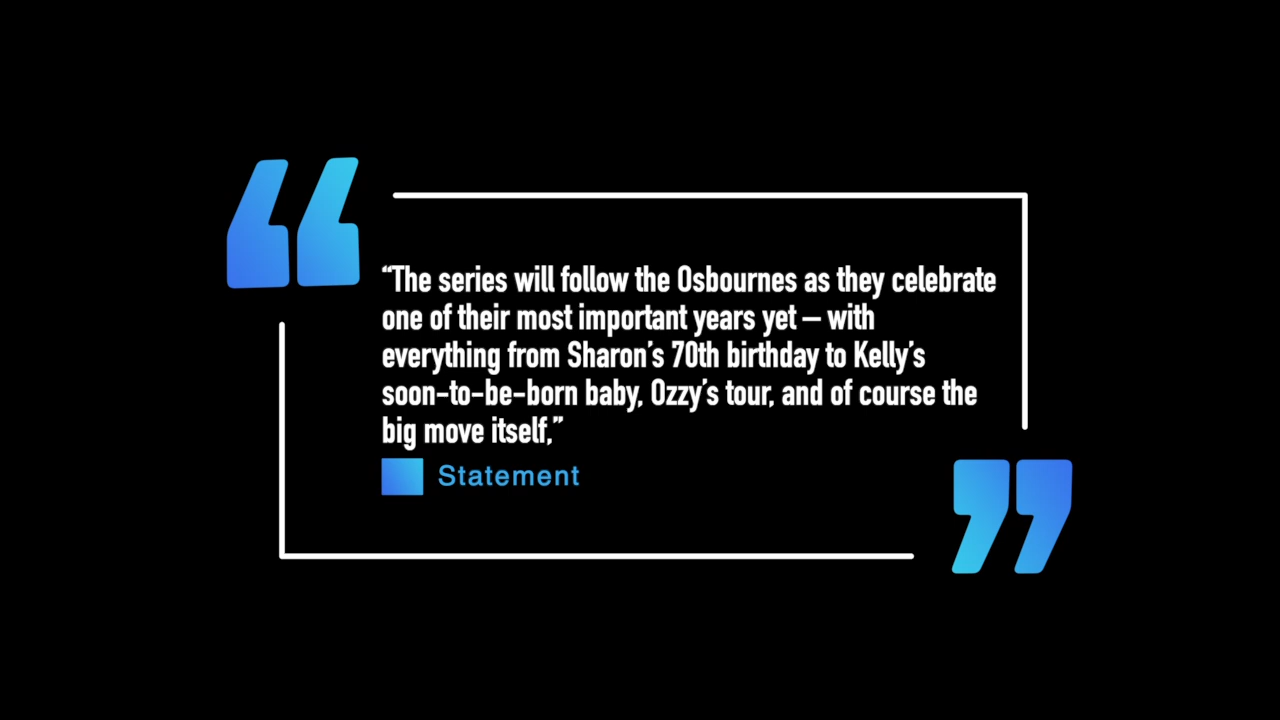 “The series will follow the Osbournes as they celebrate
one of their most important years yet – with
everything from Sharon’s 70th birthday to Kelly’s
soon-to-be-born baby, Ozzy’s tour, and of course the
big move itself,”
Statement